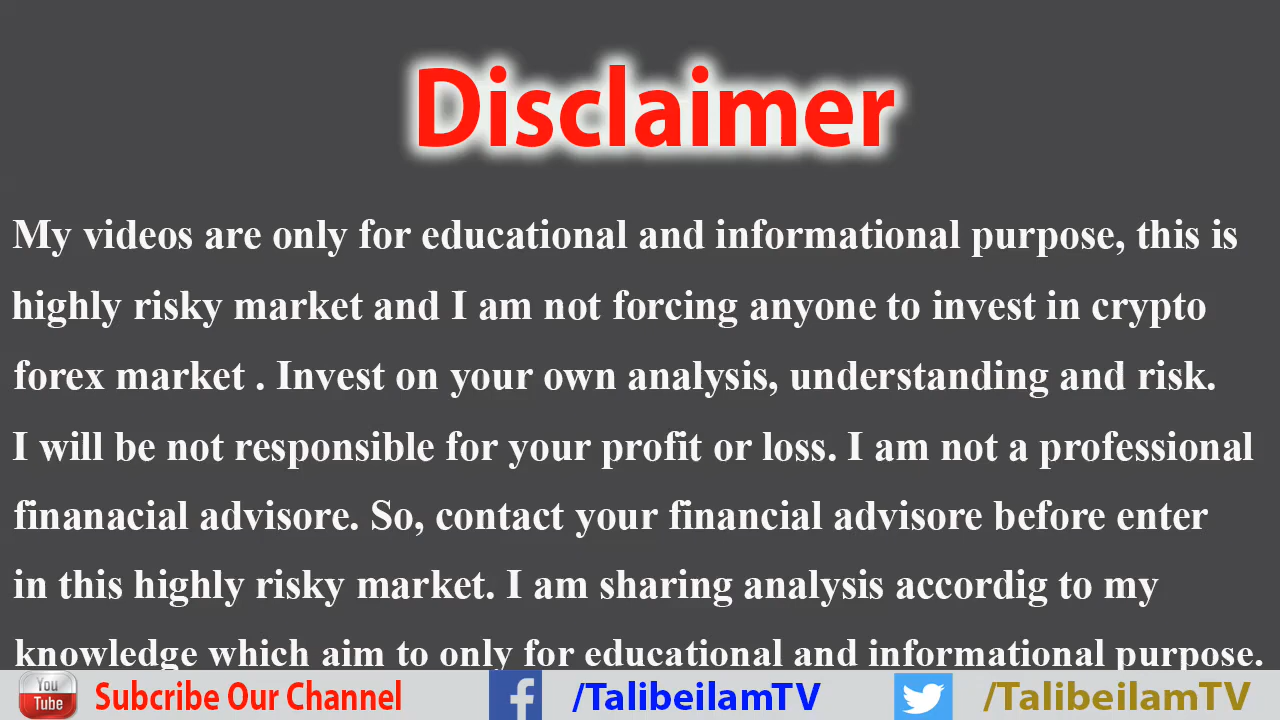 Disclaimer
My videos are only for educational and informational purpose, this is
highly risky market and I am not forcing anyone to invest in crypto
forex market . Invest on your own analysis, understanding and risk.
I will be not responsible for your profit or loss. I am not a professional
finanacial advisore. So, contact your financial advisore before enter
in this highly risky market. I am sharing analysis accordig to my
knowledge which aim to only for educational and informational purpose.
You Tube Subcribe Our Channel /TalibeilamTV /TalibeilamTV